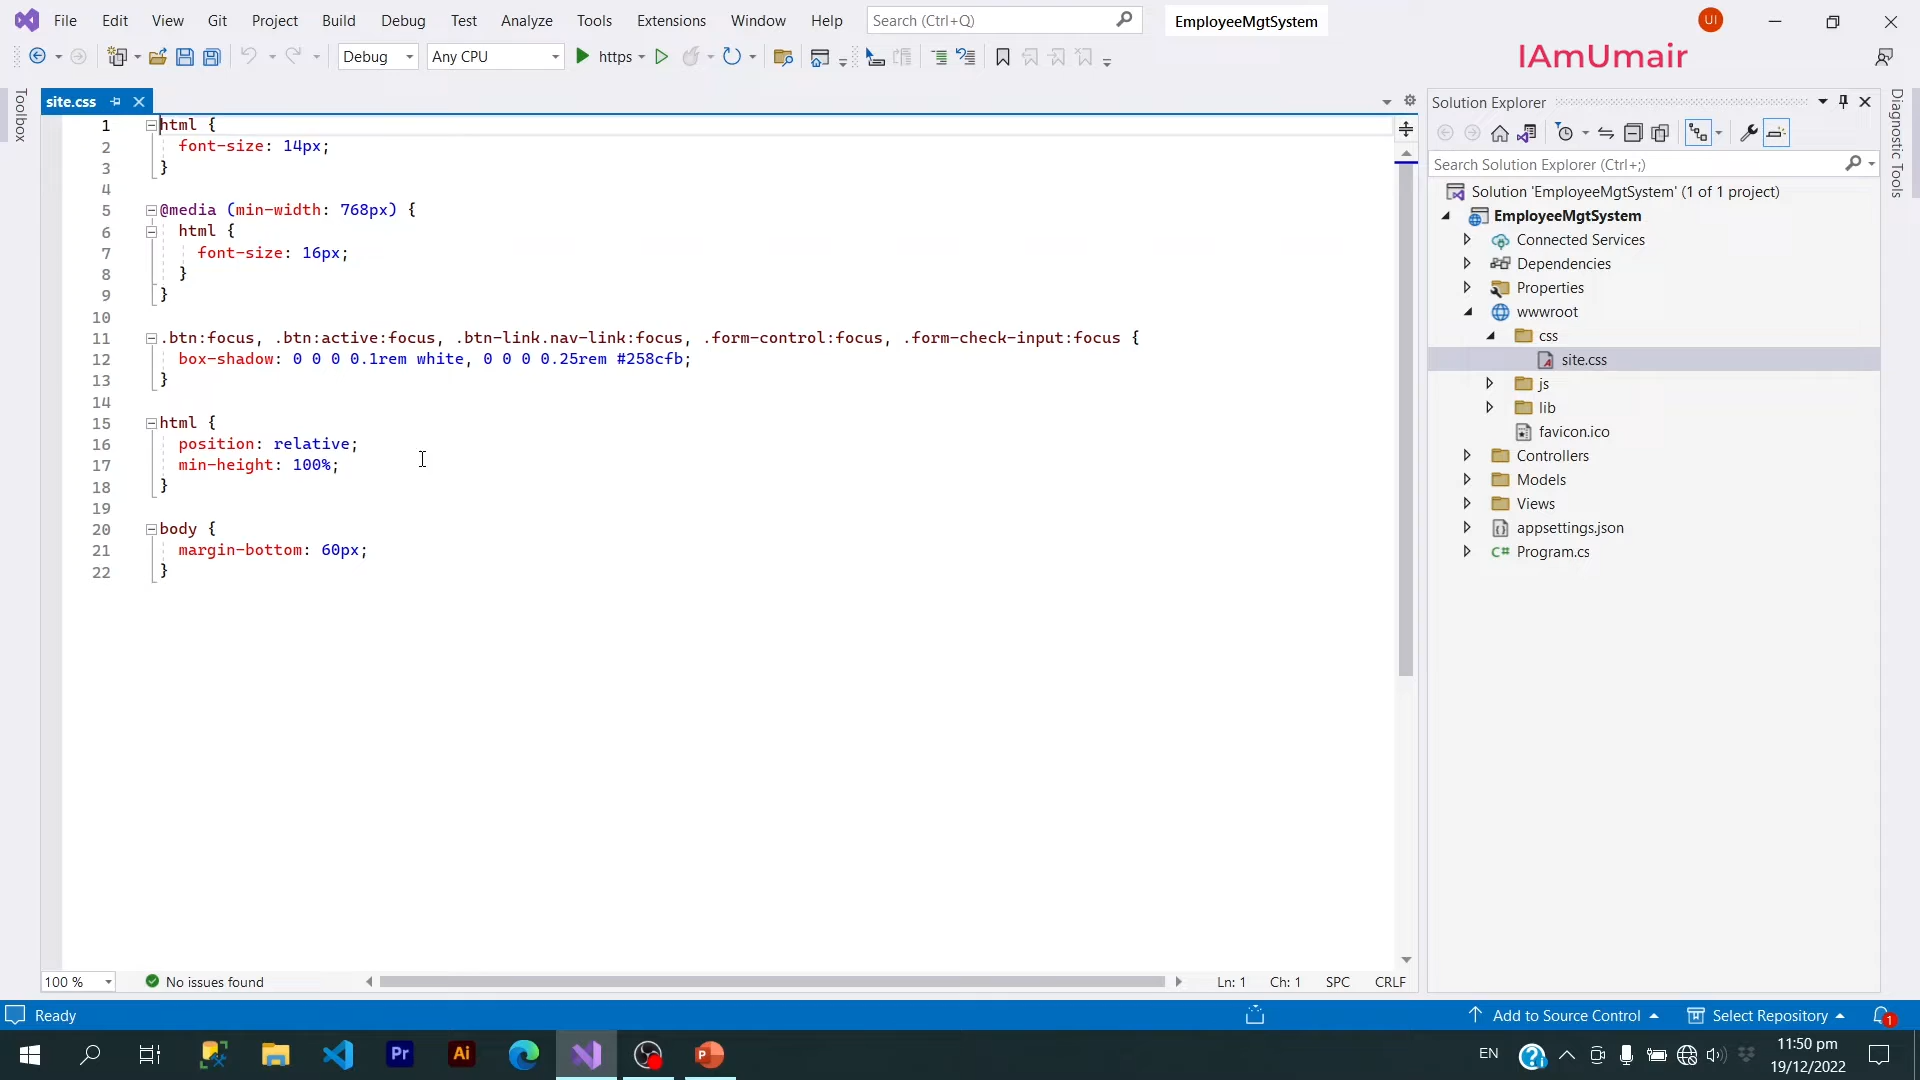 File Edit View Git Project Build Debug Test Analyze Tools Extensions Window Help Search (Ctrl+Q) EmployeeMgtSystem UI
Debug Any CPU https IAmUmair
Toolbox
site.css
1 html {
2 font-size: 14px;
3 }
4
5 @media (min-width: 768px) {
6 html {
7 font-size: 16px;
8 }
9 }
10
11 .btn:focus, .btn:active:focus, .btn-link.nav-link:focus, .form-control:focus, .form-check-input:focus {
12 box-shadow: 0 0 0 0.1rem white, 0 0 0 0.25rem #258cfb;
13 }
14
15 html {
16 position: relative;
17 min-height: 100%;
18 }
19
20 body {
21 margin-bottom: 60px;
22 }
100 % No issues found Ln: 1 Ch: 1 SPC CRLF
Solution Explorer
Search Solution Explorer (Ctrl+;)
Solution 'EmployeeMgtSystem' (1 of 1 project)
EmployeeMgtSystem
Connected Services
Dependencies
Properties
wwwroot
css
site.css
js
lib
favicon.ico
Controllers
Models
Views
appsettings.json
C# Program.cs
Diagnostic Tools
Ready Add to Source Control Select Repository 1
Pr Ai P EN 11:50 pm
19/12/2022